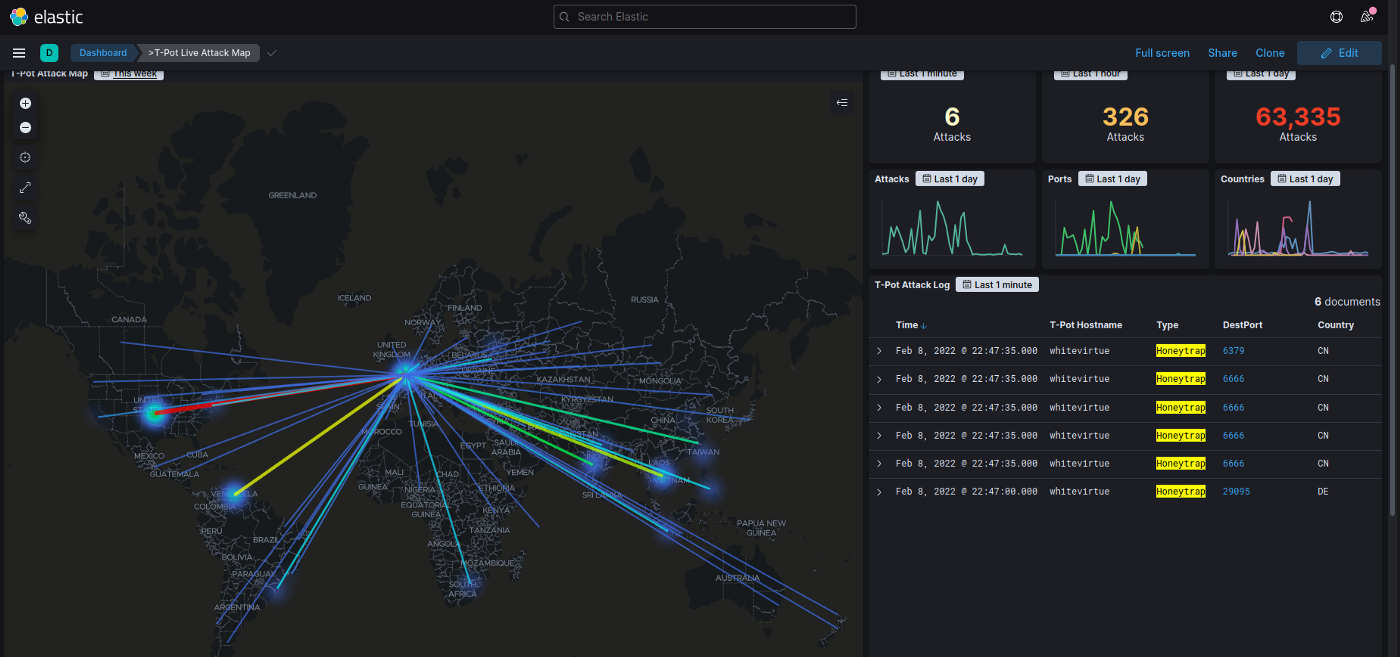 elastic
Search Elastic
D
Dashboard
>T-Pot Live Attack Map
Full screen
Share
Clone
Edit
T-Pot Attack Map
This week
Last 1 minute
Last 1 hour
Last 1 day
6
Attacks
326
Attacks
63,335
Attacks
Attacks
Last 1 day
Ports
Last 1 day
Countries
Last 1 day
T-Pot Attack Log
Last 1 minute
6 documents
Time
T-Pot Hostname
Type
DestPort
Country
Feb 8, 2022 @ 22:47:35.000 whitevirtue Honeytrap 6379 CN
Feb 8, 2022 @ 22:47:35.000 whitevirtue Honeytrap 6666 CN
Feb 8, 2022 @ 22:47:35.000 whitevirtue Honeytrap 6666 CN
Feb 8, 2022 @ 22:47:35.000 whitevirtue Honeytrap 6666 CN
Feb 8, 2022 @ 22:47:35.000 whitevirtue Honeytrap 6666 CN
Feb 8, 2022 @ 22:47:00.000 whitevirtue Honeytrap 29095 DE
GREENLAND
ICELAND
RUSSIA
CANADA
FINLAND
NORWAY
UNITED
KINGDOM
BELARUS
UKRAINE
KAZAKHSTAN
MONGOLIA
KYRGYZSTAN
SPAIN
SOUTH
KOREA
CHINA
TUNISIA
MOROCCO
EGYPT
SAUDI
ARABIA
TAIWAN
MEXICO
CUBA
GUATEMALA
MALI
CHAD
YEMEN
GUINEA
NIGERIA
ETHIOPIA
SRI LANKA
LAOS
VENEZUELA
COLOMBIA
EQUATORIAL
GUINEA
KENYA
PERU
BRAZIL
TANZANIA
PAPUA NEW
GUINEA
ANGOLA
BOLIVIA
MOZAMBIQUE
PARAGUAY
SOUTH
AFRICA
AUSTRALIA
ARGENTINA